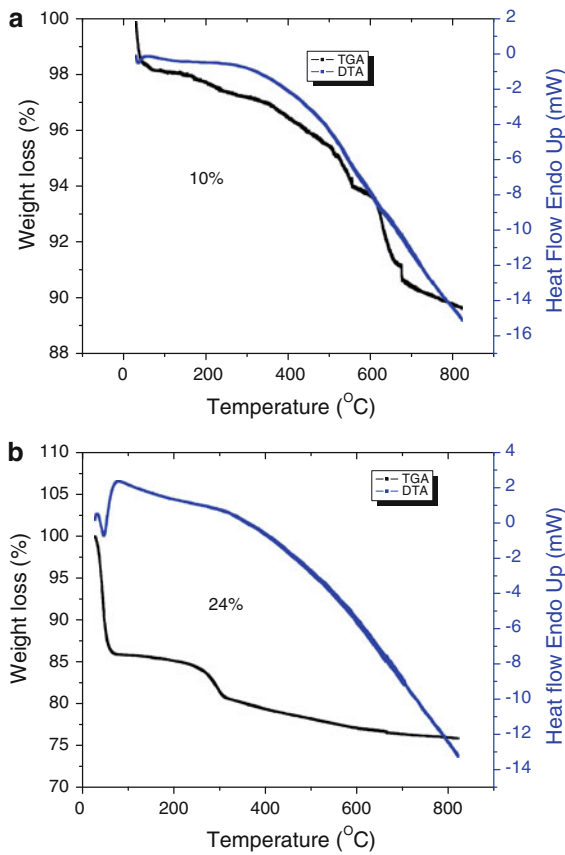 a
100
98
96
94
92
90
88
Weight loss (%)
2
0
-2
-4
-6
-8
-10
-12
-14
-16
Heat Flow Endo Up (mW)
TGA
DTA
10%
0 200 400 600 800
Temperature (°C)
b
110
105
100
95
90
85
80
75
70
Weight loss (%)
4
2
0
-2
-4
-6
-8
-10
-12
-14
Heat flow Endo Up (mW)
TGA
DTA
24%
0 200 400 600 800
Temperature (°C)